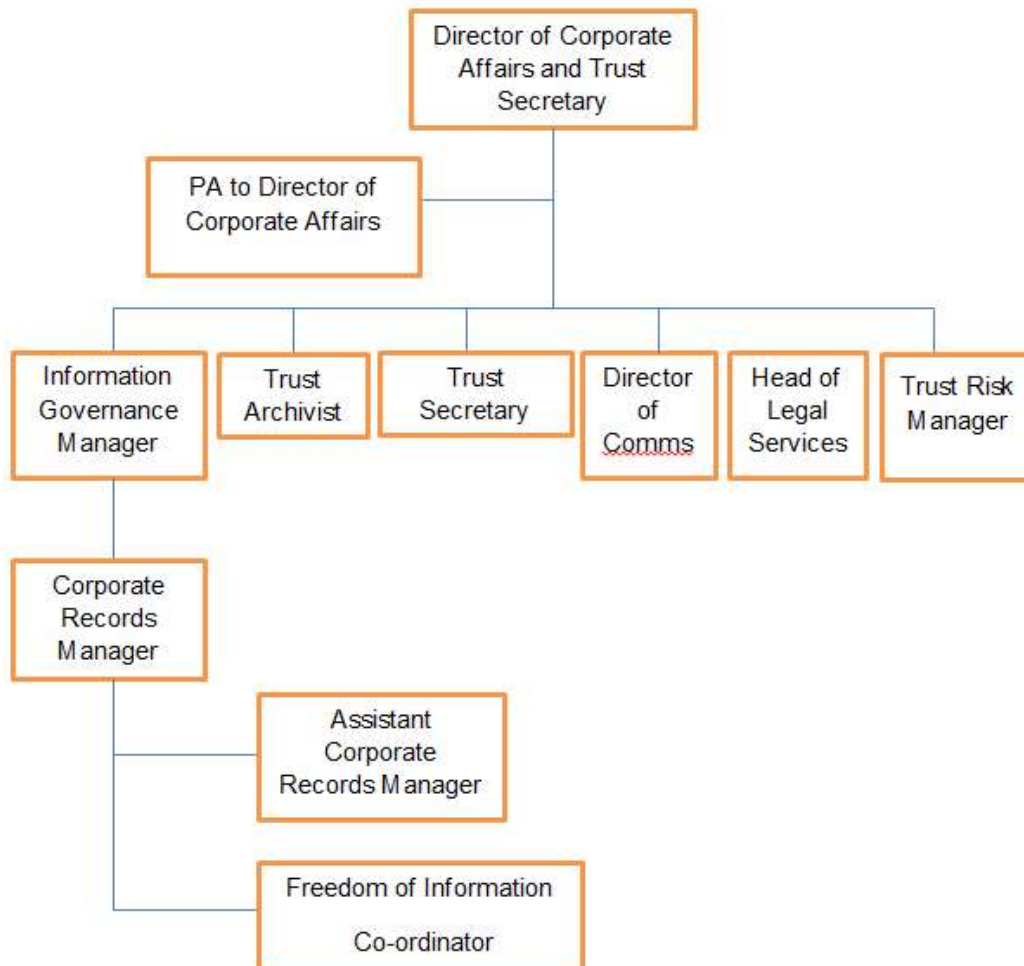 Director of Corporate
Affairs and Trust
Secretary
PA to Director of
Corporate Affairs
Information
Governance
Manager
Trust
Archivist
Trust
Secretary
Director
of
Comms
Head of
Legal
Services
Trust Risk
Manager
Corporate
Records
Manager
Assistant
Corporate
Records Manager
Freedom of Information
Co-ordinator